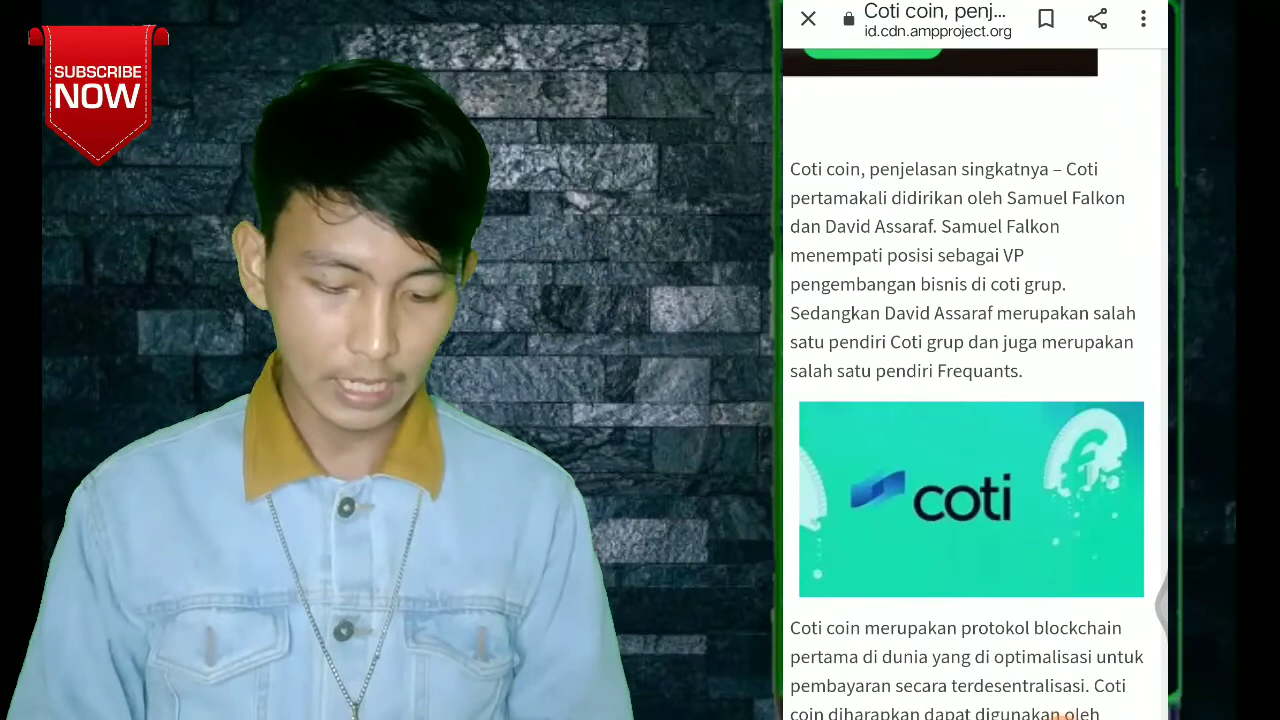 SUBSCRIBE
NOW
Coti coin, penj...
id.cdn.ampproject.org
Coti coin, penjelasan singkatnya – Coti
pertamakali didirikan oleh Samuel Falkon
dan David Assaraf. Samuel Falkon
menempati posisi sebagai VP
pengembangan bisnis di coti grup.
Sedangkan David Assaraf merupakan salah
satu pendiri Coti grup dan juga merupakan
salah satu pendiri Frequants.
coti
Coti coin merupakan protokol blockchain
pertama di dunia yang di optimalisasi untuk
pembayaran secara terdesentralisasi. Coti
coin diharapkan dapat digunakan oleh